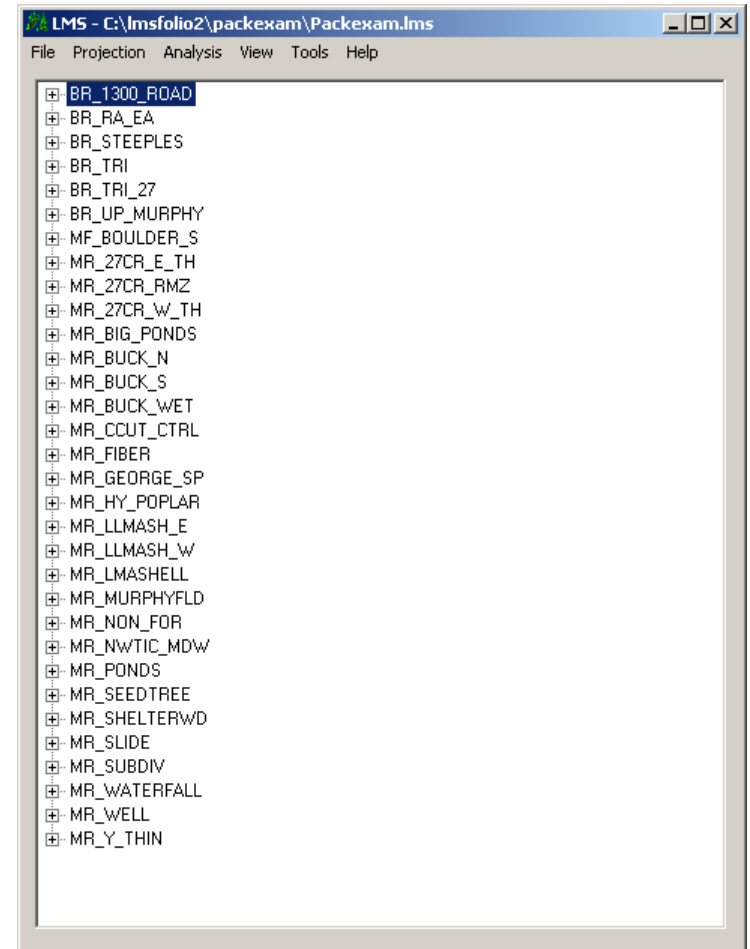 LMS - C:\lmsfolio2\packexam\Packexam.lms
File Projection Analysis View Tools Help
BR_1300_ROAD
BR_RA_EA
BR_STEEPLES
BR_TRI
BR_TRI_27
BR_UP_MURPHY
MF_BOULDER_S
MR_27CR_E_TH
MR_27CR_RMZ
MR_27CR_W_TH
MR_BIG_PONDS
MR_BUCK_N
MR_BUCK_S
MR_BUCK_WET
MR_CCUT_CTRL
MR_FIBER
MR_GEORGE_SP
MR_HY_POPLAR
MR_LLMASH_E
MR_LLMASH_W
MR_LMASHELL
MR_MURPHYFLD
MR_NON_FOR
MR_NWTIC_MDW
MR_PONDS
MR_SEEDTREE
MR_SHELTERWD
MR_SLIDE
MR_SUBDIV
MR_WATERFALL
MR_WELL
MR_Y_THIN